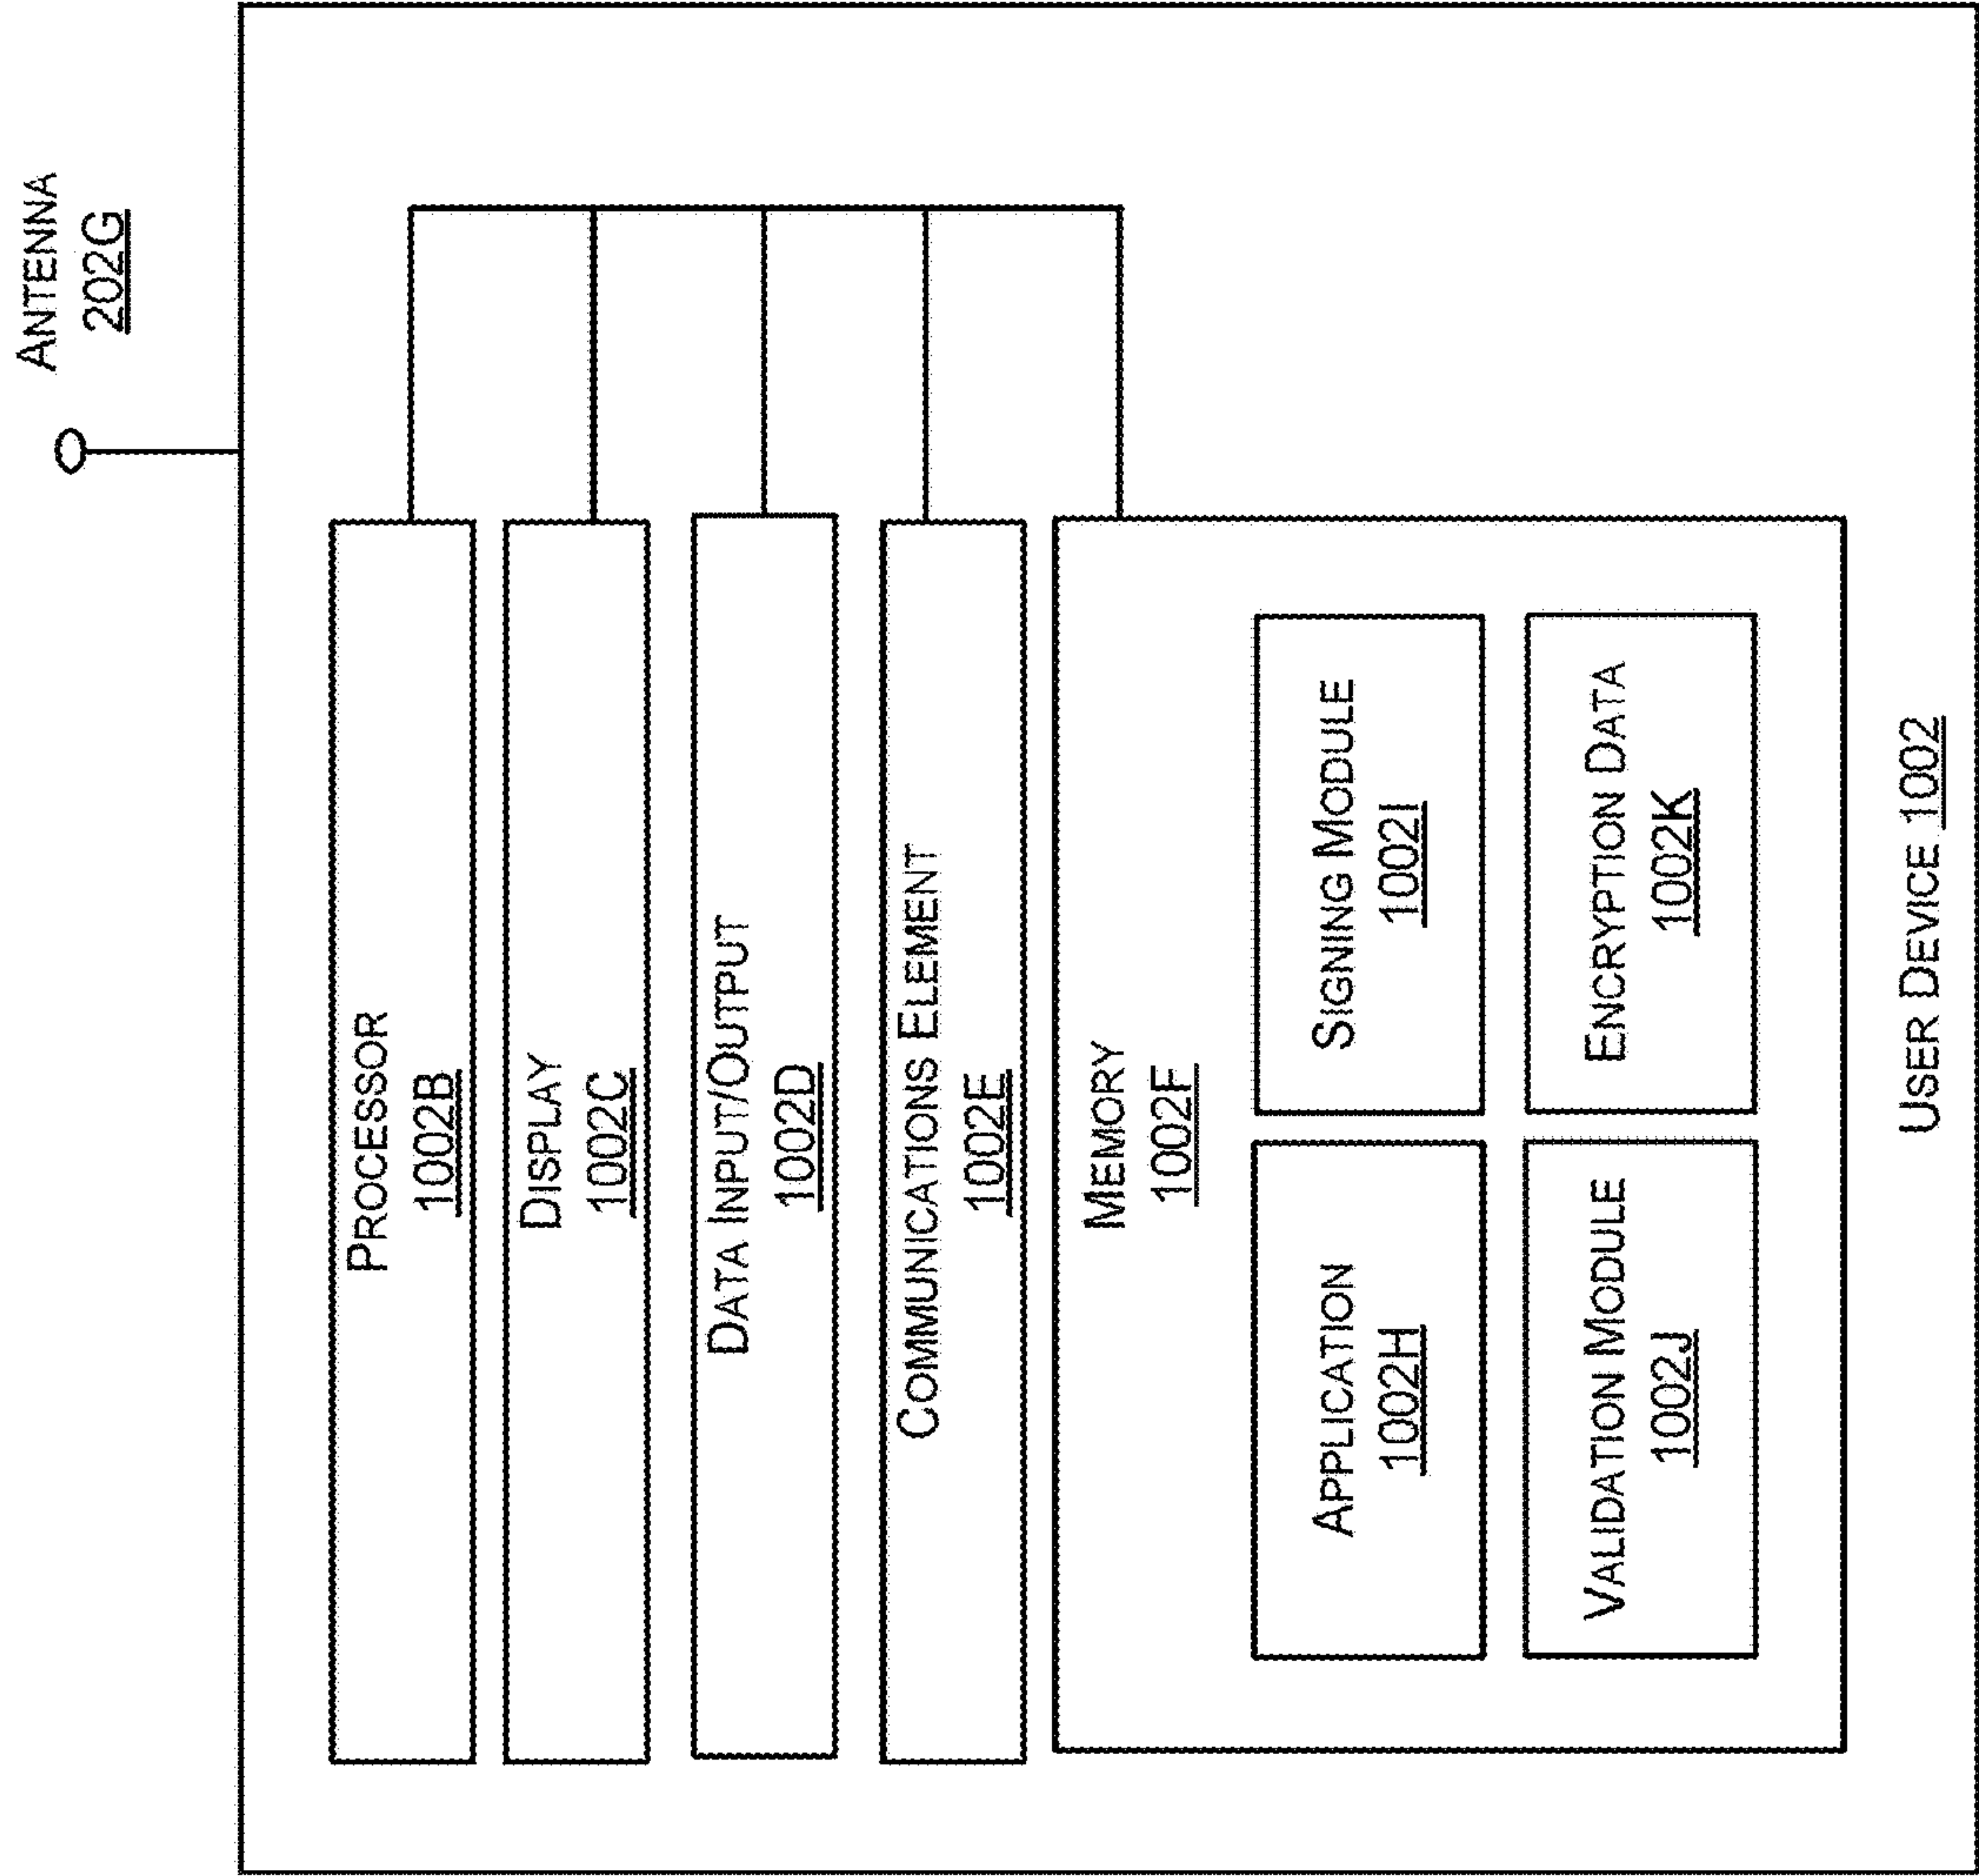 ANTENNA
202G
PROCESSOR
1002B
DISPLAY
1002C
DATA INPUT/OUTPUT
1002D
COMMUNICATIONS ELEMENT
1002E
MEMORY
1002F
APPLICATION
1002H
SIGNING MODULE
1002I
VALIDATION MODULE
1002J
ENCRYPTION DATA
1002K
USER DEVICE 1002